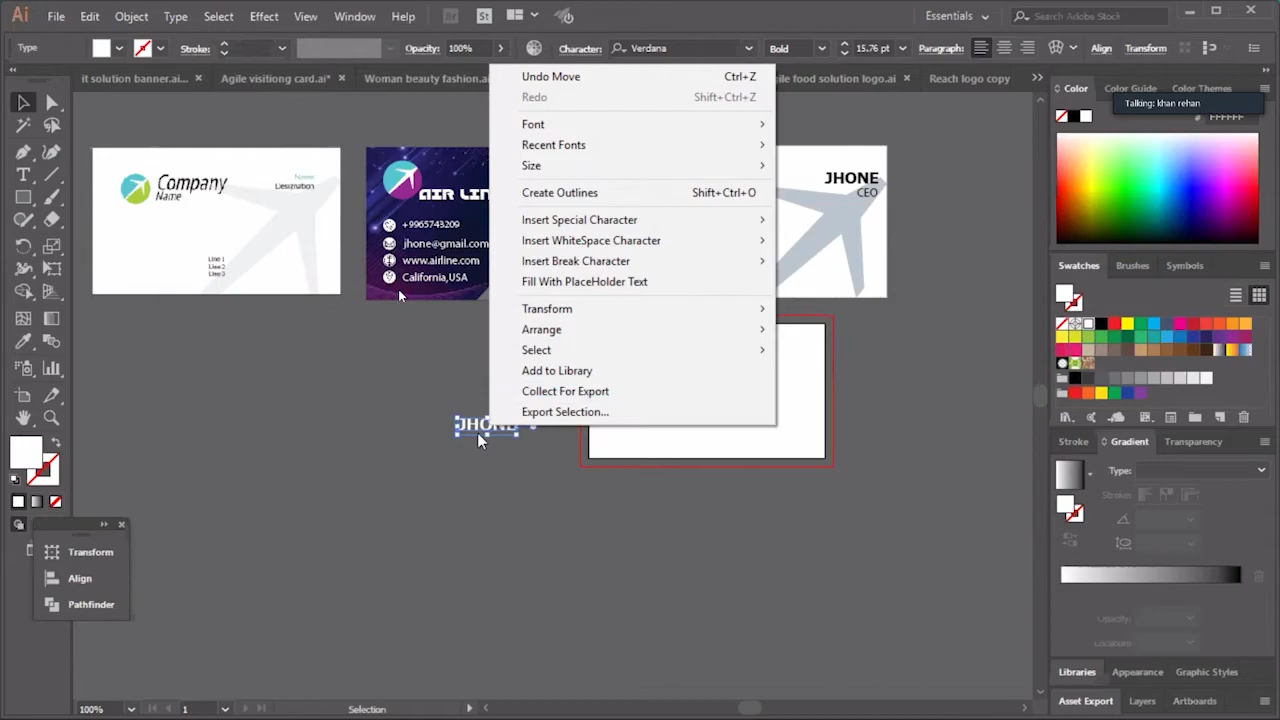 Ai File Edit Object Type Select Effect View Window Help Br St Essentials Search Adobe Stock
Type Stroke: Opacity: 100% Character: Verdana Bold 15.76 pt Paragraph: Align Transform
it solution banner.ai... × Agile visitiong card.ai* × Woman beauty fashion.ai ile food solution logo.ai × Reach logo copy
Undo Move Ctrl+Z
Redo Shift+Ctrl+Z
Font
Recent Fonts
Size
Create Outlines Shift+Ctrl+O
Insert Special Character
Insert WhiteSpace Character
Insert Break Character
Fill With PlaceHolder Text
Transform
Arrange
Select
Add to Library
Collect For Export
Export Selection...
Company
Name
Name
Line 1
Line 2
Line 3
AIR LIN
+9965743209
jhone@gmail.com
www.airline.com
California,USA
JHONE
CEO
JHONE
Transform
Align
Pathfinder
Color Color Guide Color Themes
Talking: khan rehan
# FFFFFF
Swatches Brushes Symbols
Stroke Gradient Transparency
Type:
Stroke:
Opacity:
Location:
Libraries Appearance Graphic Styles
Asset Export Layers Artboards
100% 1 Selection